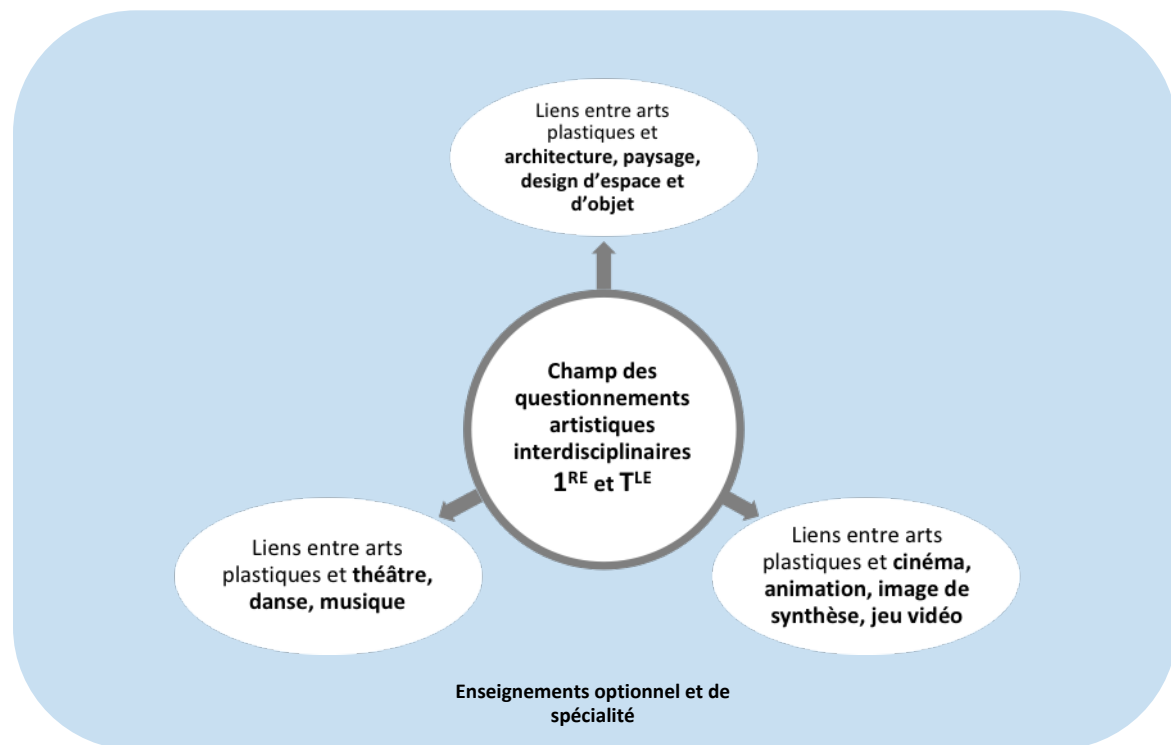 Liens entre arts
plastiques et
architecture, paysage,
design d’espace et
d’objet
Champ des
questionnements
artistiques
interdisciplinaires
1RE et TLE
Liens entre arts
plastiques et théâtre,
danse, musique
Liens entre arts
plastiques et cinéma,
animation, image de
synthèse, jeu vidéo
Enseignements optionnel et de
spécialité